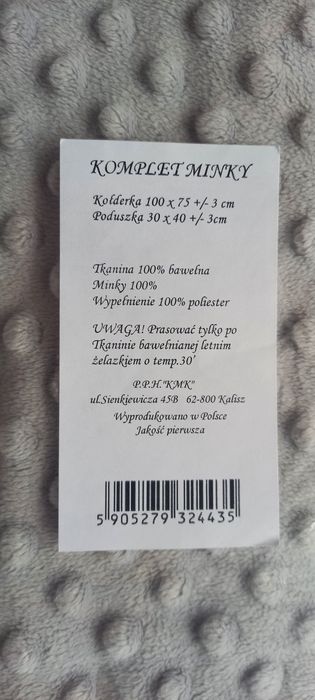 KOMPLET MINKY
Kołderka 100 x 75 +/- 3 cm
Poduszka 30 x 40 +/- 3cm
Tkanina 100% bawełna
Minky 100%
Wypełnienie 100% poliester
UWAGA! Prasować tylko po
Tkaninie bawełnianej letnim
żelazkiem o temp.30'
P.P.H."KMK"
ul.Sienkiewicza 45B 62-800 Kalisz
Wyprodukowano w Polsce
Jakość pierwsza
5 905279 324435